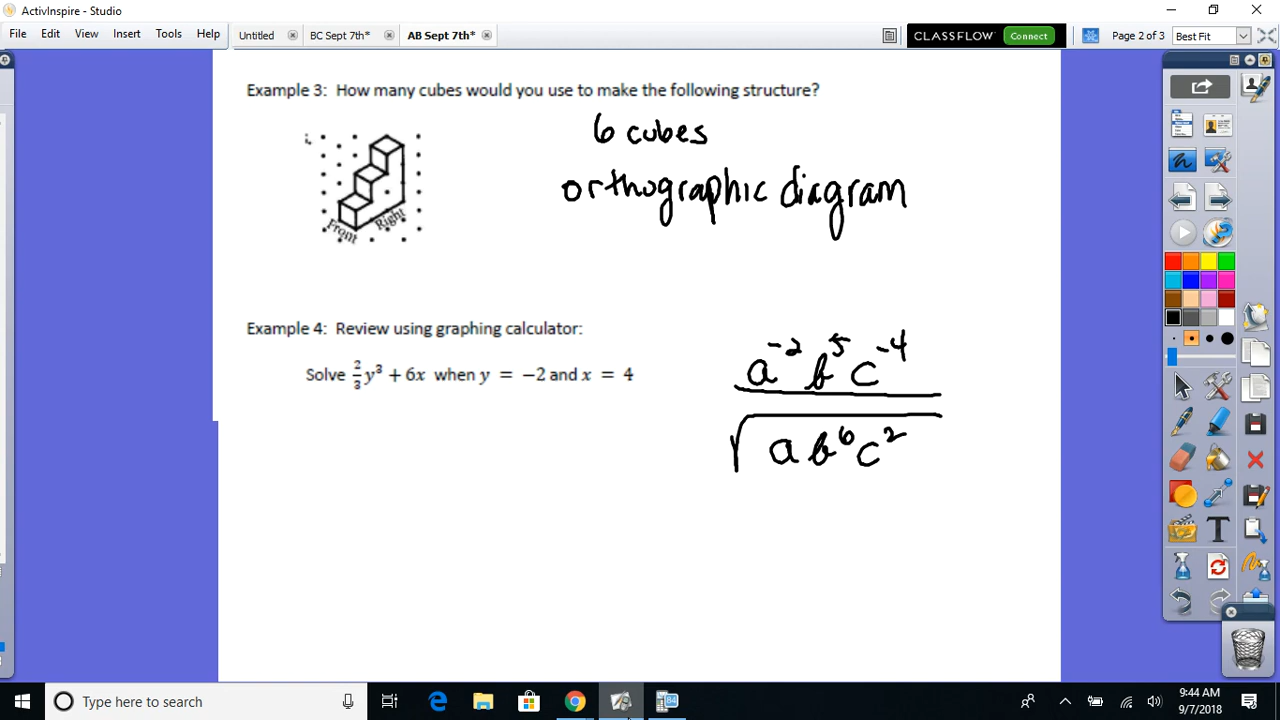 ActivInspire - Studio
File Edit View Insert Tools Help Untitled BC Sept 7th* AB Sept 7th* CLASSFLOW Connect Page 2 of 3 Best Fit
Example 3: How many cubes would you use to make the following structure?
6 cubes
orthographic diagram
Front Right
Example 4: Review using graphing calculator:
Solve 2/3 y³ + 6x when y = −2 and x = 4
a⁻² b⁵ c⁻⁴
√ a b⁶ c²
Type here to search
9:44 AM
9/7/2018